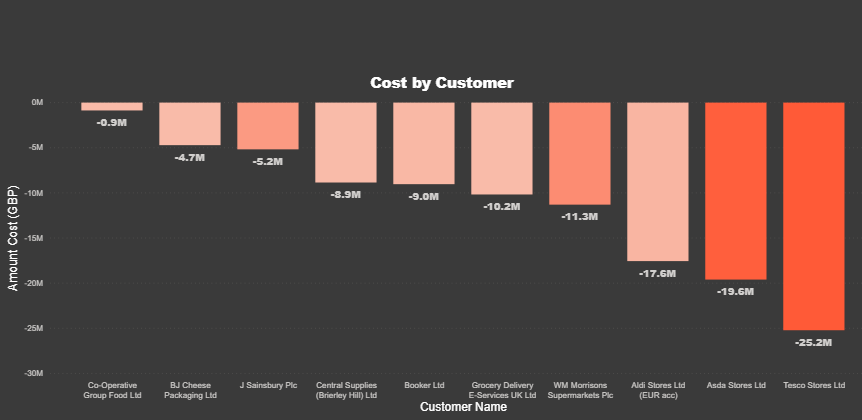 Cost by Customer
Amount Cost (GBP)
0M
-5M
-10M
-15M
-20M
-25M
-30M
-0.9M
-4.7M
-5.2M
-8.9M
-9.0M
-10.2M
-11.3M
-17.6M
-19.6M
-25.2M
Co-Operative
Group Food Ltd
BJ Cheese
Packaging Ltd
J Sainsbury Plc
Central Supplies
(Brierley Hill) Ltd
Booker Ltd
Grocery Delivery
E-Services UK Ltd
WM Morrisons
Supermarkets Plc
Aldi Stores Ltd
(EUR acc)
Asda Stores Ltd
Tesco Stores Ltd
Customer Name